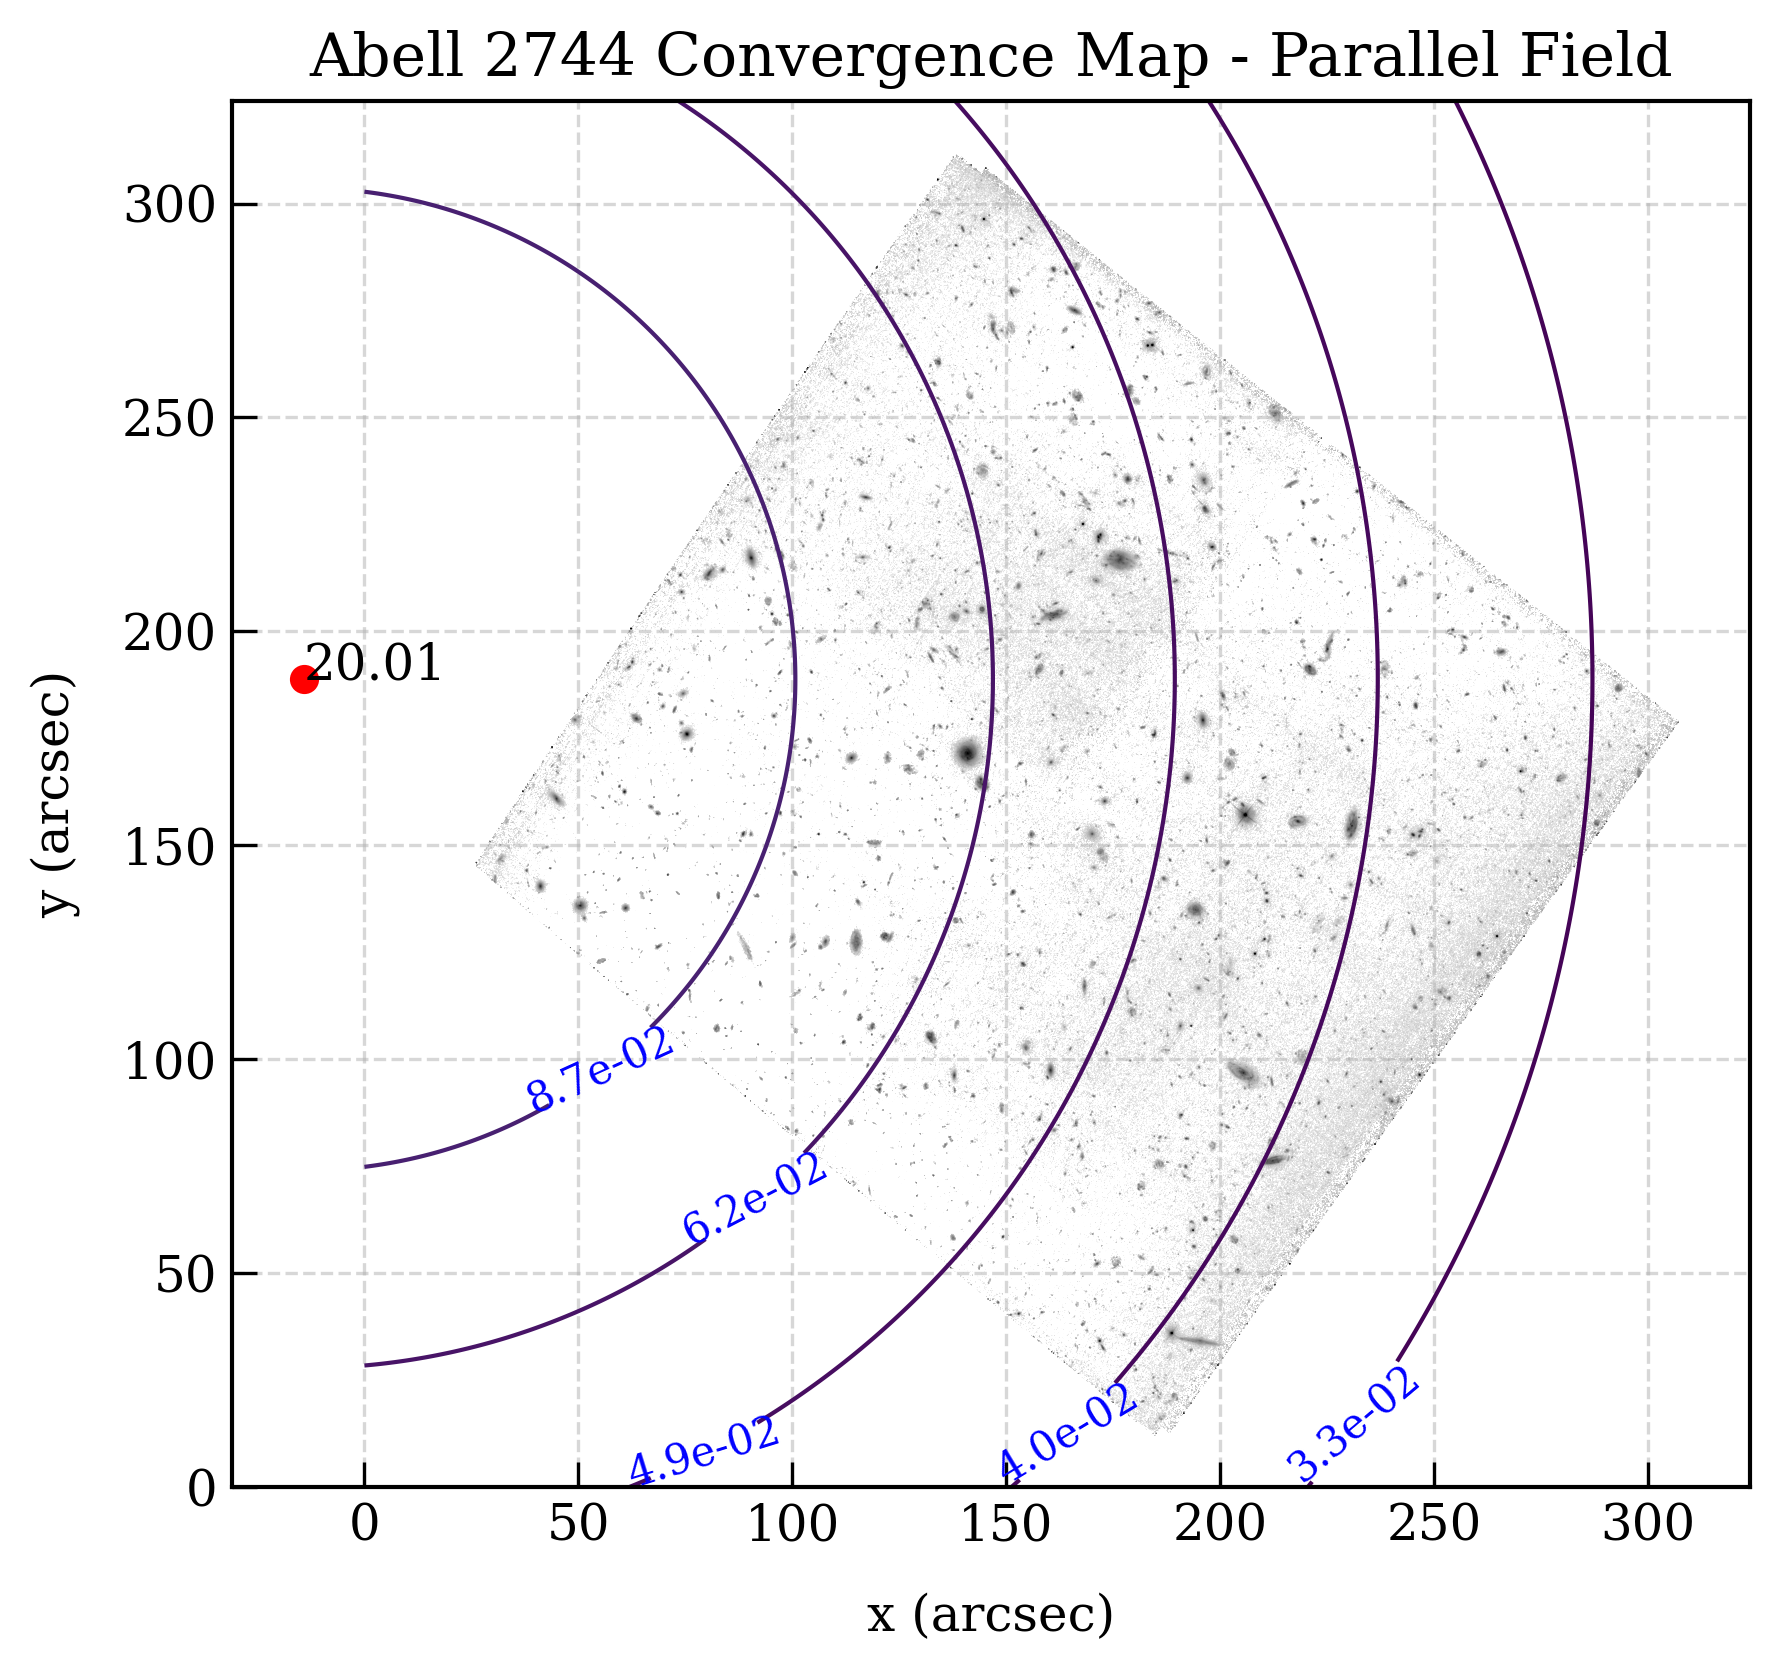 Abell 2744 Convergence Map - Parallel Field
300
250
200
150
100
50
0
y (arcsec)
20.01
8.7e-02
6.2e-02
4.9e-02
4.0e-02
3.3e-02
0 50 100 150 200 250 300
x (arcsec)